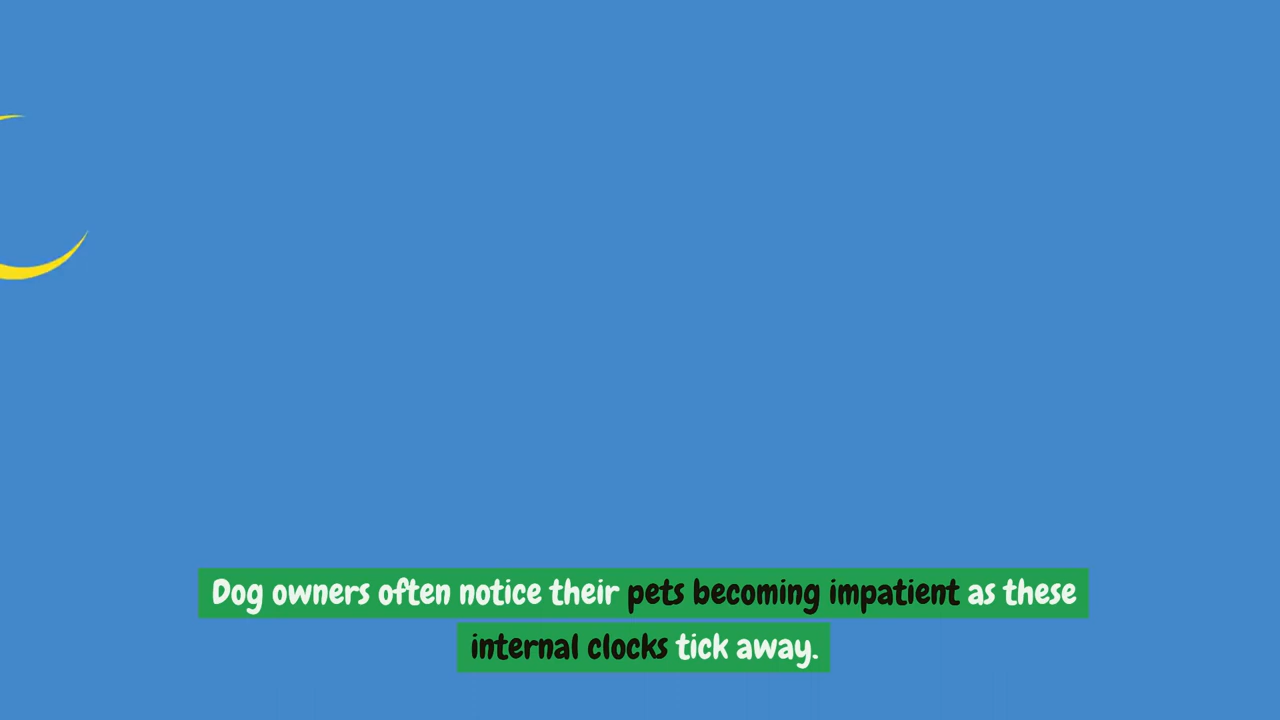 Dog owners often notice their pets becoming impatient as these
internal clocks tick away.